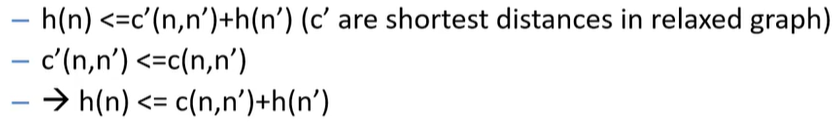 – h(n) <=c’(n,n’)+h(n’) (c’ are shortest distances in relaxed graph)
– c’(n,n’) <=c(n,n’)
– → h(n) <= c(n,n’)+h(n’)